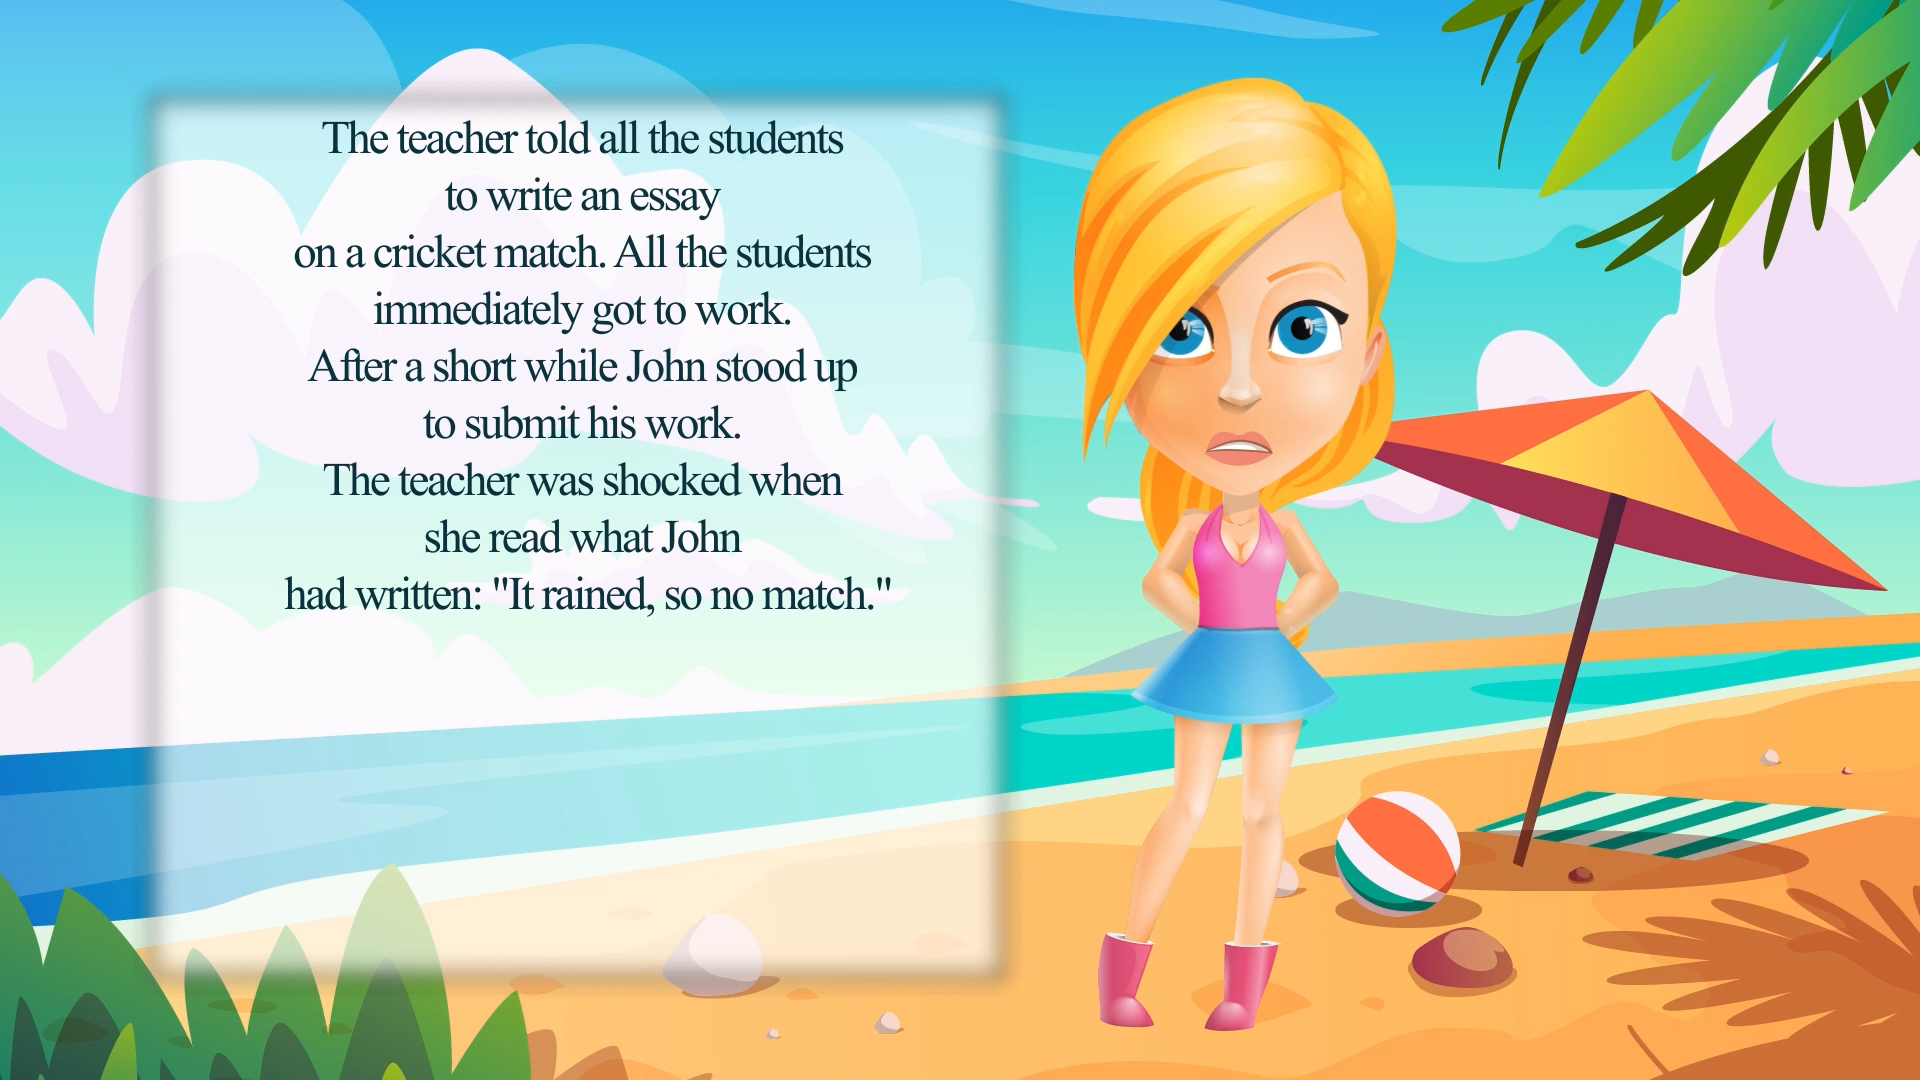 The teacher told all the students
to write an essay
on a cricket match. All the students
immediately got to work.
After a short while John stood up
to submit his work.
The teacher was shocked when
she read what John
had written: "It rained, so no match."